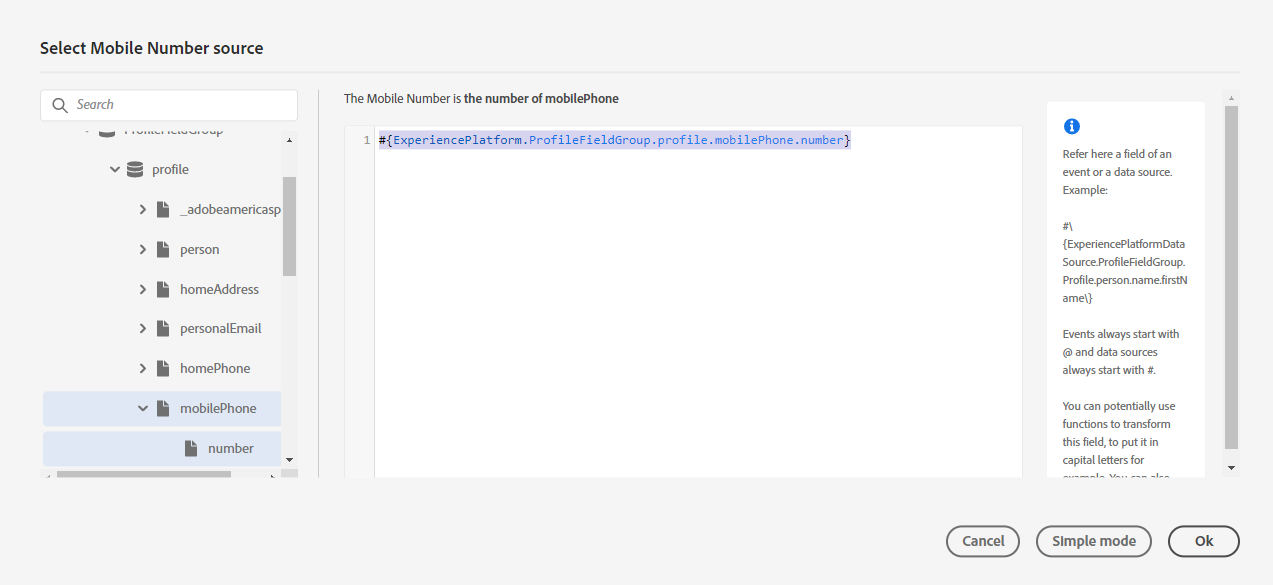 Select Mobile Number source
Search
The Mobile Number is the number of mobilePhone
ProfileFieldGroup
profile
_adobeamericasp
person
homeAddress
personalEmail
homePhone
mobilePhone
number
1 #{ExperiencePlatform.ProfileFieldGroup.profile.mobilePhone.number}
Refer here a field of an
event or a data source.
Example:
#\
{ExperiencePlatformData
Source.ProfileFieldGroup.
Profile.person.name.firstN
ame\}
Events always start with
@ and data sources
always start with #.
You can potentially use
functions to transform
this field, to put it in
capital letters for
example. You can also
Cancel
Simple mode
Ok